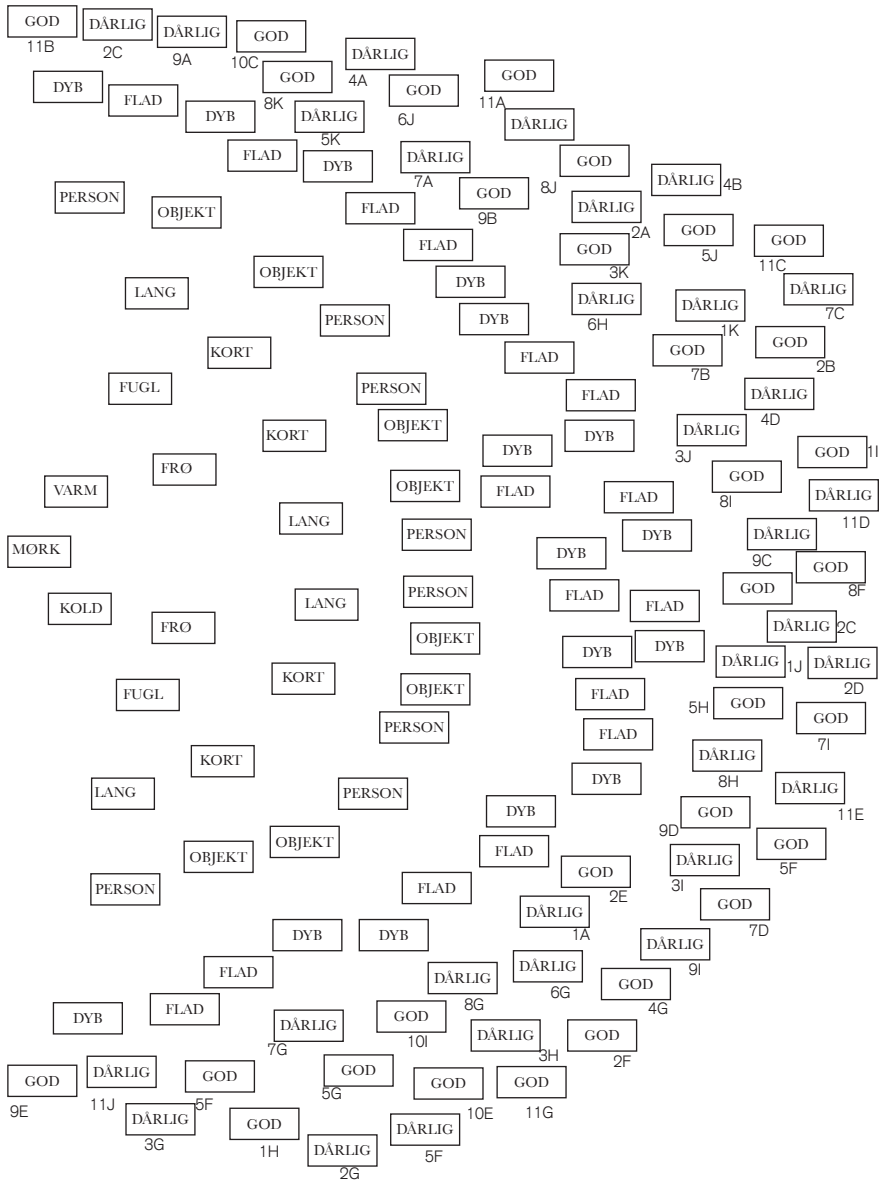 GOD
11B
DÅRLIG
2C
DÅRLIG
9A
GOD
10C
DÅRLIG
4A
GOD
8K
GOD
6J
GOD
11A
DYB
FLAD
DYB
DÅRLIG
5K
DÅRLIG
8J
GOD
FLAD
DYB
DÅRLIG
7A
GOD
9B
DÅRLIG
4B
PERSON
OBJEKT
FLAD
DÅRLIG
2A
GOD
5J
GOD
11C
FLAD
GOD
3K
OBJEKT
DYB
DÅRLIG
6H
DÅRLIG
1K
DÅRLIG
7C
LANG
PERSON
DYB
KORT
FLAD
GOD
7B
GOD
2B
FUGL
PERSON
FLAD
DÅRLIG
4D
OBJEKT
KORT
DYB
DÅRLIG
3J
DYB
GOD
1I
FRØ
GOD
8I
VARM
OBJEKT
FLAD
FLAD
DÅRLIG
11D
LANG
PERSON
DYB
DÅRLIG
9C
MØRK
DYB
GOD
8F
PERSON
FLAD
GOD
KOLD
LANG
FLAD
FRØ
OBJEKT
DÅRLIG
2C
DYB
DYB
DÅRLIG
1J
DÅRLIG
2D
KORT
OBJEKT
FLAD
FUGL
5H
GOD
GOD
7I
PERSON
FLAD
KORT
DÅRLIG
8H
DYB
LANG
PERSON
DÅRLIG
11E
DYB
GOD
9D
OBJEKT
OBJEKT
FLAD
GOD
5F
DÅRLIG
3I
GOD
2E
PERSON
FLAD
GOD
7D
DÅRLIG
1A
DYB
DYB
DÅRLIG
9I
FLAD
DÅRLIG
8G
DÅRLIG
6G
GOD
4G
DYB
FLAD
DÅRLIG
7G
GOD
10I
DÅRLIG
3H
GOD
2F
GOD
9E
DÅRLIG
11J
GOD
5F
GOD
5G
GOD
10E
GOD
11G
DÅRLIG
3G
GOD
1H
DÅRLIG
2G
DÅRLIG
5F